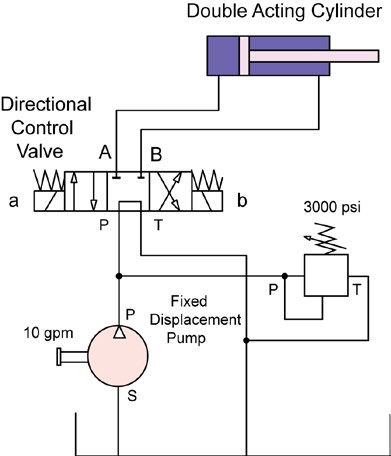 Double Acting Cylinder
Directional
Control
Valve
A
B
a
b
P
T
3000 psi
P
T
Fixed
Displacement
Pump
10 gpm
P
S